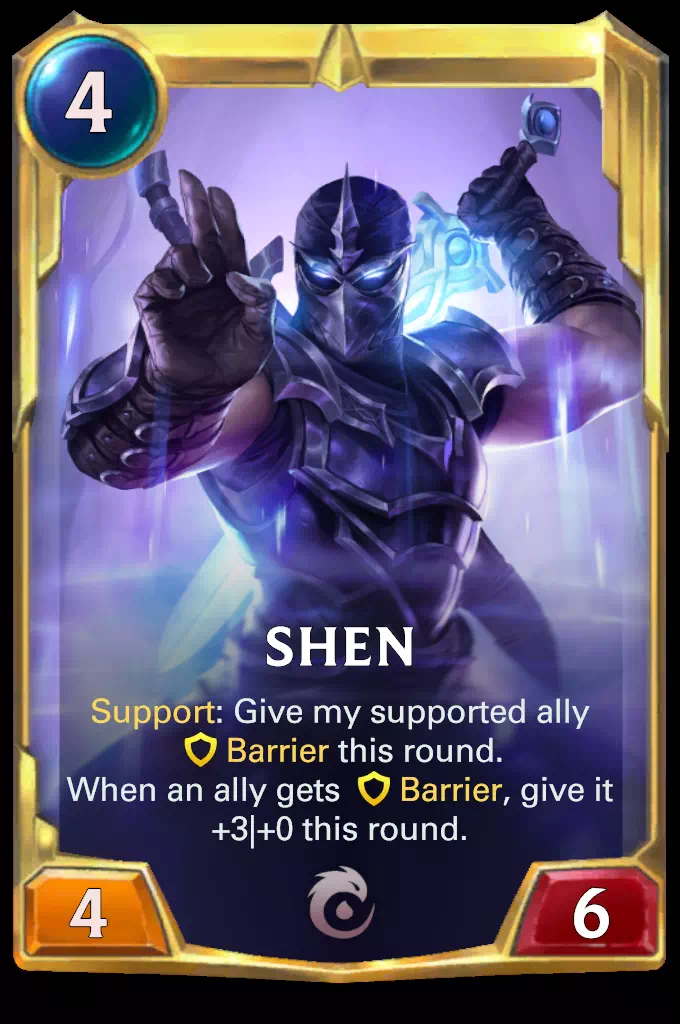 4
SHEN
Support: Give my supported ally
Barrier this round.
When an ally gets Barrier, give it
+3|+0 this round.
4
6